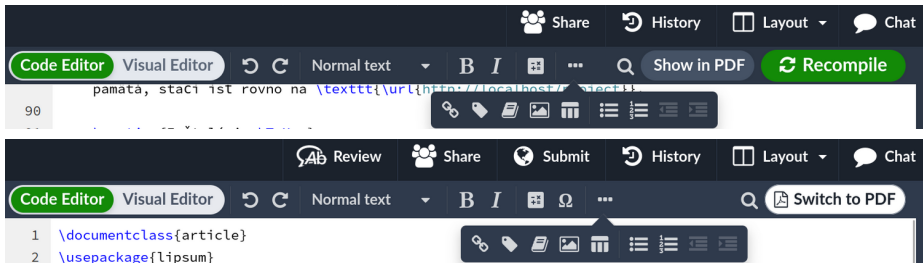 Share History Layout Chat
Code Editor Visual Editor Normal text B I ... Show in PDF Recompile
pamätá, stačí ísť rovno na \texttt{\url{http://localhost/project}}.
90
Review Share Submit History Layout Chat
Code Editor Visual Editor Normal text B I Ω ... Switch to PDF
1 \documentclass{article}
2 \usepackage{lipsum}